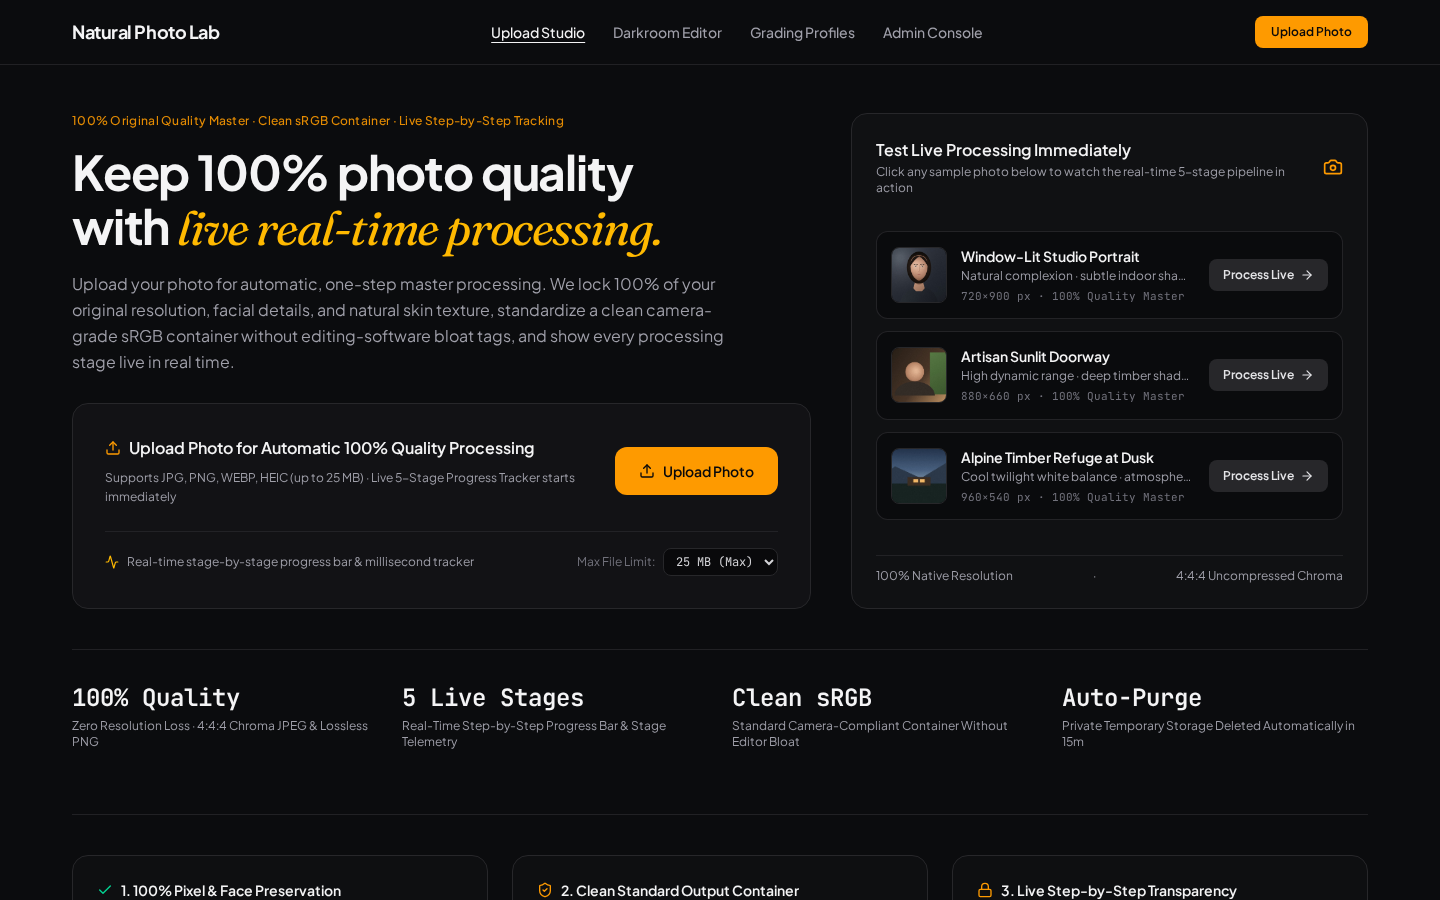 Natural Photo Lab
Upload Studio
Darkroom Editor
Grading Profiles
Admin Console
Upload Photo
100% Original Quality Master · Clean sRGB Container · Live Step-by-Step Tracking
Keep 100% photo quality
with live real-time processing.
Upload your photo for automatic, one-step master processing. We lock 100% of your
original resolution, facial details, and natural skin texture, standardize a clean camera-
grade sRGB container without editing-software bloat tags, and show every processing
stage live in real time.
Upload Photo for Automatic 100% Quality Processing
Supports JPG, PNG, WEBP, HEIC (up to 25 MB) · Live 5-Stage Progress Tracker starts
immediately
Upload Photo
Real-time stage-by-stage progress bar & millisecond tracker
Max File Limit:
25 MB (Max)
Test Live Processing Immediately
Click any sample photo below to watch the real-time 5-stage pipeline in
action
Window-Lit Studio Portrait
Natural complexion · subtle indoor sha...
720×900 px · 100% Quality Master
Process Live →
Artisan Sunlit Doorway
High dynamic range · deep timber shad...
880×660 px · 100% Quality Master
Process Live →
Alpine Timber Refuge at Dusk
Cool twilight white balance · atmosphe...
960×540 px · 100% Quality Master
Process Live →
100% Native Resolution
·
4:4:4 Uncompressed Chroma
100% Quality
Zero Resolution Loss · 4:4:4 Chroma JPEG & Lossless
PNG
5 Live Stages
Real-Time Step-by-Step Progress Bar & Stage
Telemetry
Clean sRGB
Standard Camera-Compliant Container Without
Editor Bloat
Auto-Purge
Private Temporary Storage Deleted Automatically in
15m
1. 100% Pixel & Face Preservation
2. Clean Standard Output Container
3. Live Step-by-Step Transparency